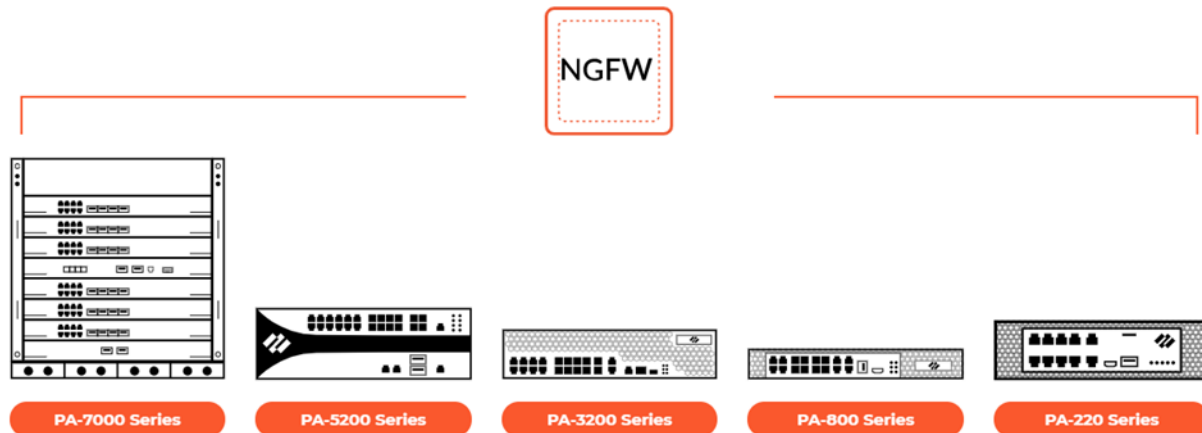 NGFW
PA-7000 Series
PA-5200 Series
PA-3200 Series
PA-800 Series
PA-220 Series